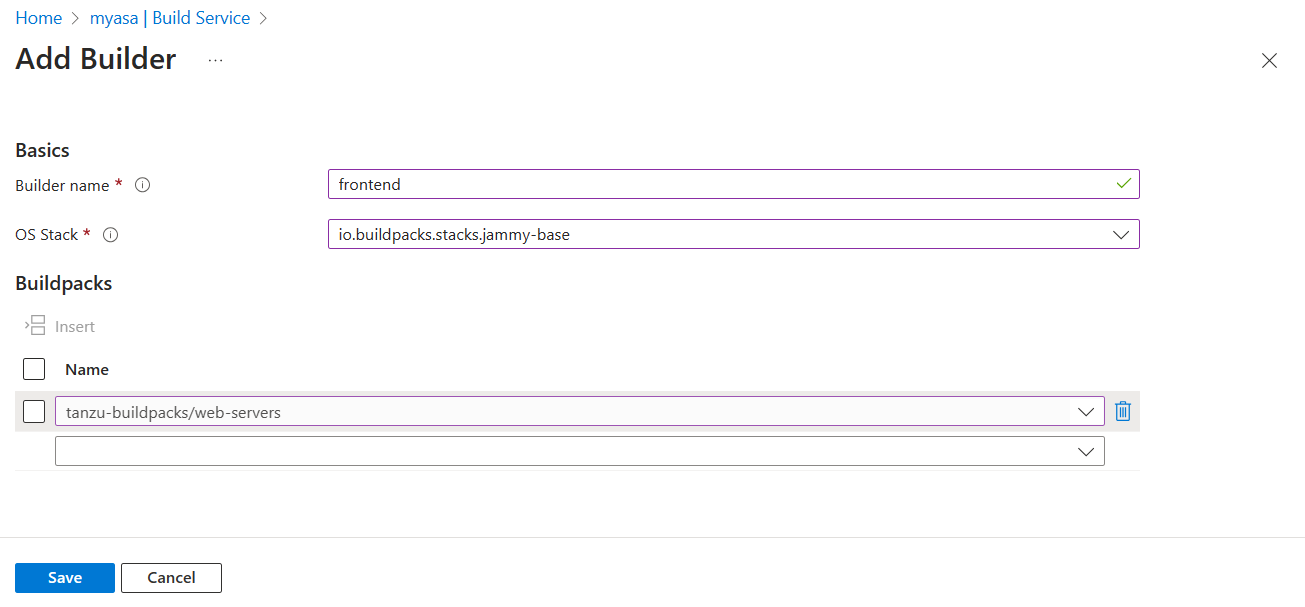 Home > myasa | Build Service >
Add Builder ...
Basics
Builder name * frontend
OS Stack * io.buildpacks.stacks.jammy-base
Buildpacks
Insert
Name
tanzu-buildpacks/web-servers
Save Cancel